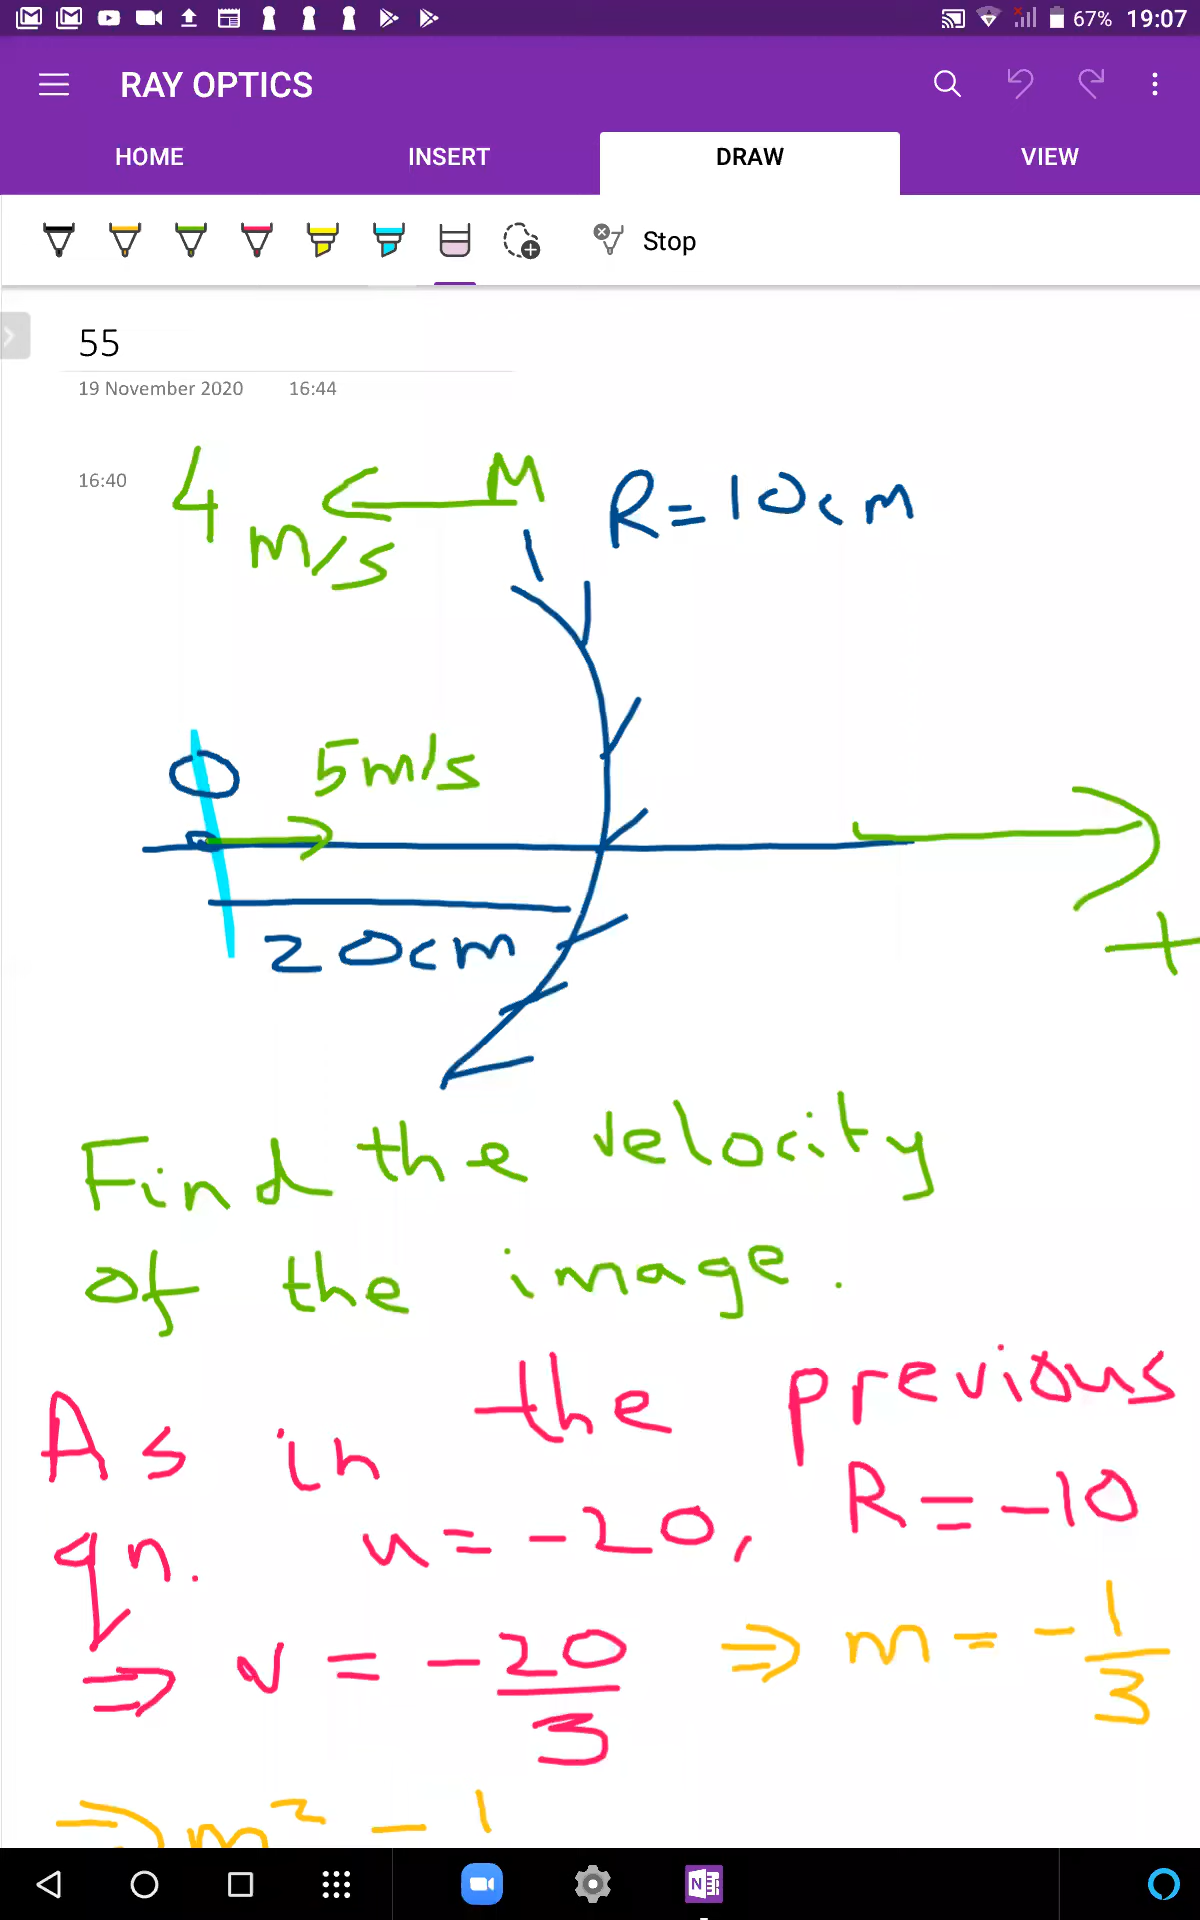 67% 19:07
RAY OPTICS
HOME INSERT DRAW VIEW
Stop
55
19 November 2020 16:44
16:40
4 m/s M R=10cm
O 5m/s
20cm
+
Find the velocity
of the image.
As in the previous
qn. u = -20, R = -10
⇒ v = -20/3 ⇒ m = -1/3
⇒ m² - 1